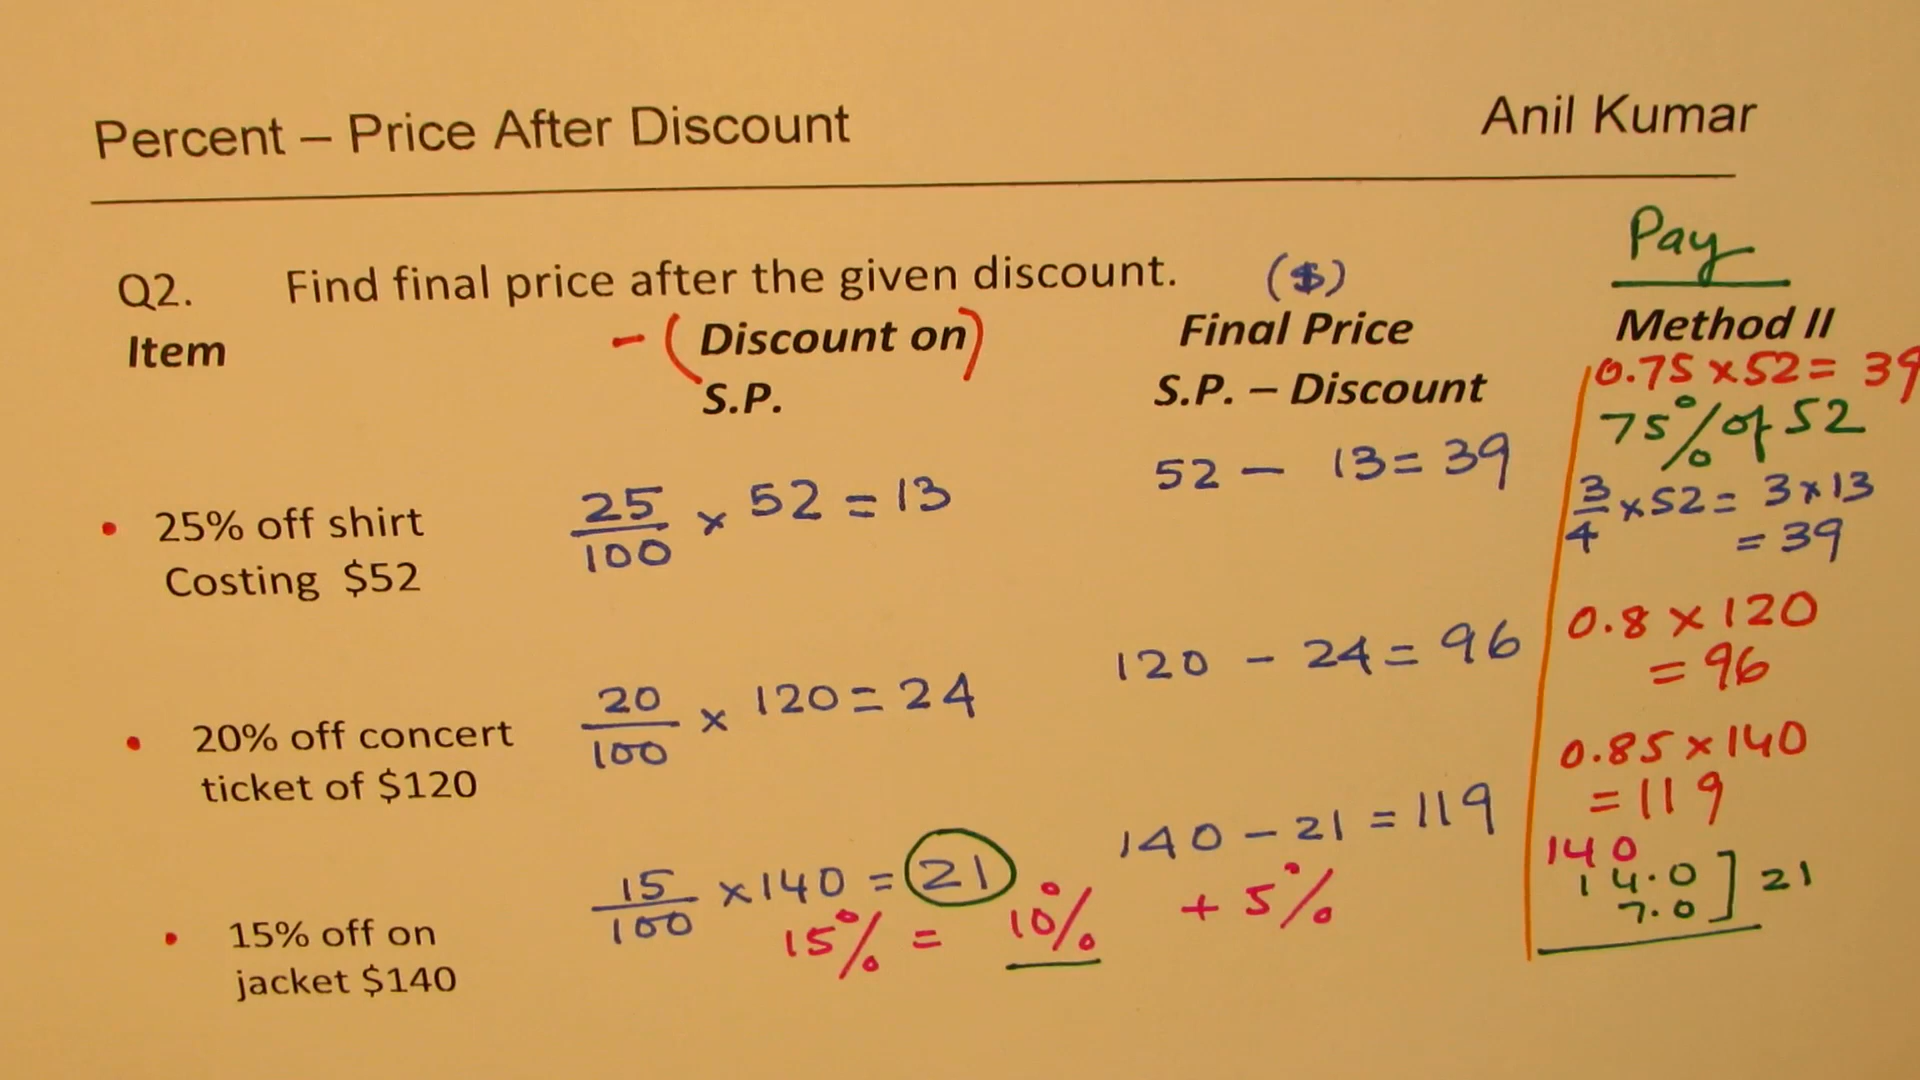 Percent – Price After Discount
Anil Kumar
Q2. Find final price after the given discount. ($)
Pay
Item
– (Discount on)
S.P.
Final Price
S.P. – Discount
Method II
0.75 × 52 = 39
75% of 52
3/4 × 52 = 3 × 13
= 39
• 25% off shirt
Costing $52
25/100 × 52 = 13
52 – 13 = 39
• 20% off concert
ticket of $120
20/100 × 120 = 24
120 – 24 = 96
0.8 × 120
= 96
• 15% off on
jacket $140
15/100 × 140 = 21
140 – 21 = 119
15% = 10% + 5%
0.85 × 140
= 119
140
14.0
7.0 ] 21